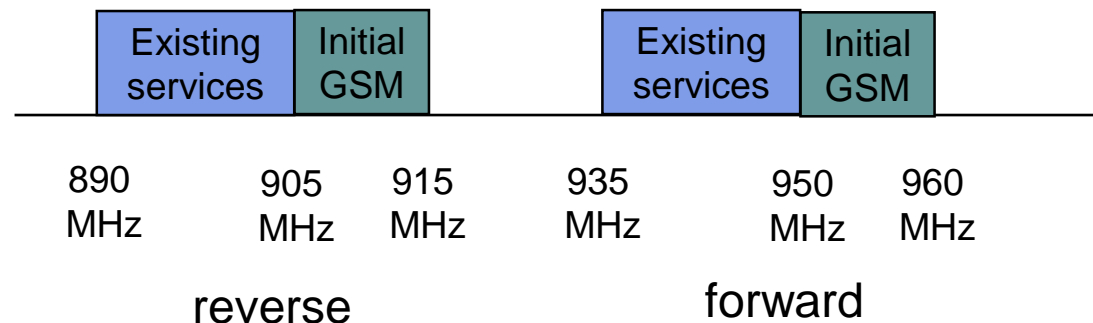 Existing services
Initial GSM
Existing services
Initial GSM
890 MHz
905 MHz
915 MHz
935 MHz
950 MHz
960 MHz
reverse
forward